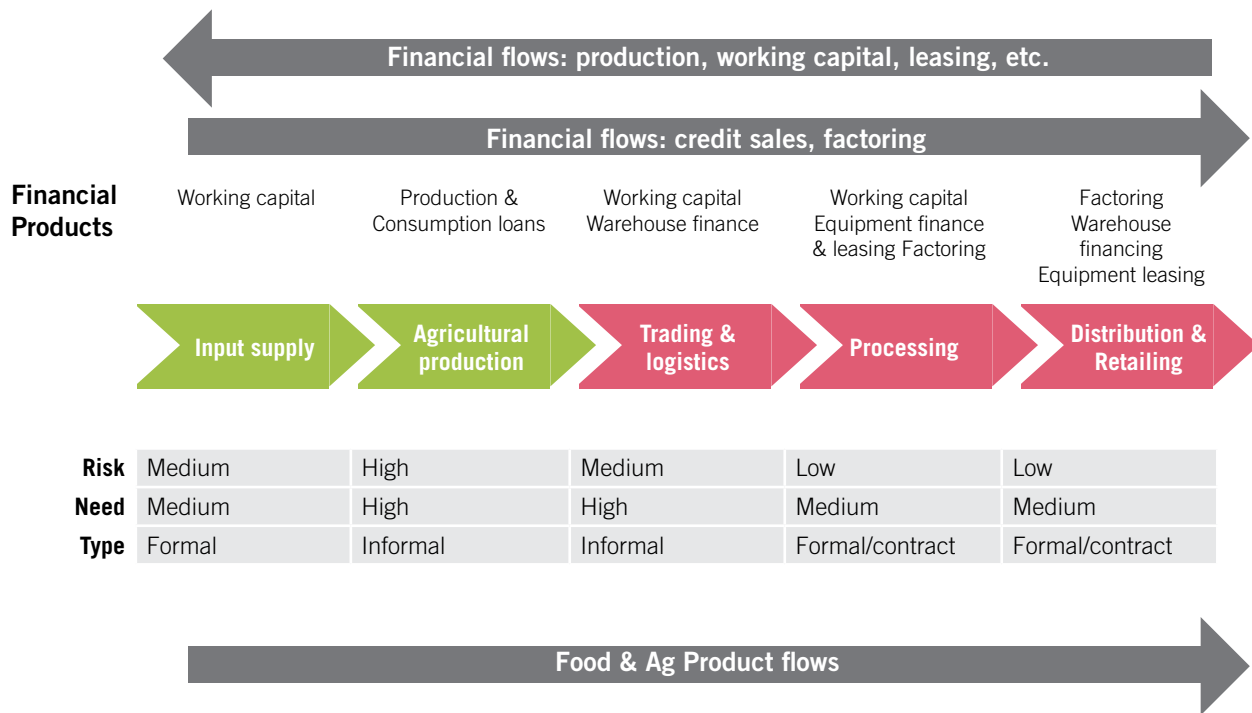 Financial flows: production, working capital, leasing, etc.
Financial flows: credit sales, factoring
Financial
Products
Working capital
Production &
Consumption loans
Working capital
Warehouse finance
Working capital
Equipment finance
& leasing Factoring
Factoring
Warehouse
financing
Equipment leasing
Input supply
Agricultural
production
Trading &
logistics
Processing
Distribution &
Retailing
Risk Medium High Medium Low Low
Need Medium High High Medium Medium
Type Formal Informal Informal Formal/contract Formal/contract
Food & Ag Product flows